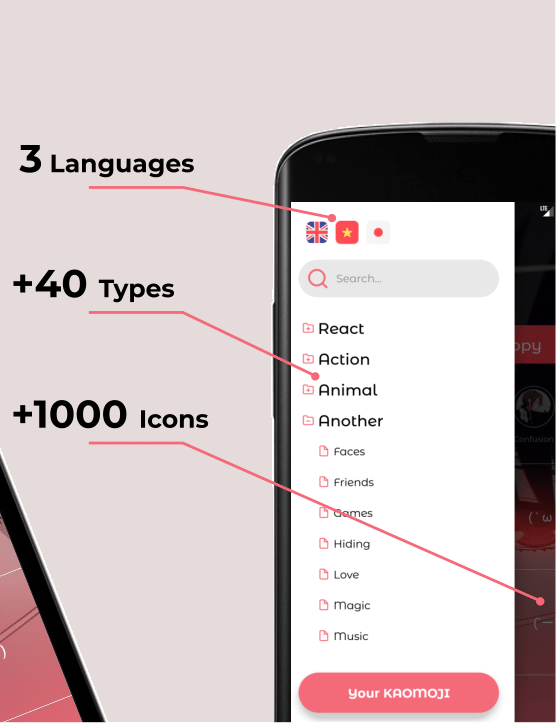 3 Languages
+40 Types
+1000 Icons
LTE
Search...
React
Action
Animal
Another
Faces
Friends
Games
Hiding
Love
Magic
Music
Your KAOMOJI
opy
Confusion
(`ω
(ー
)